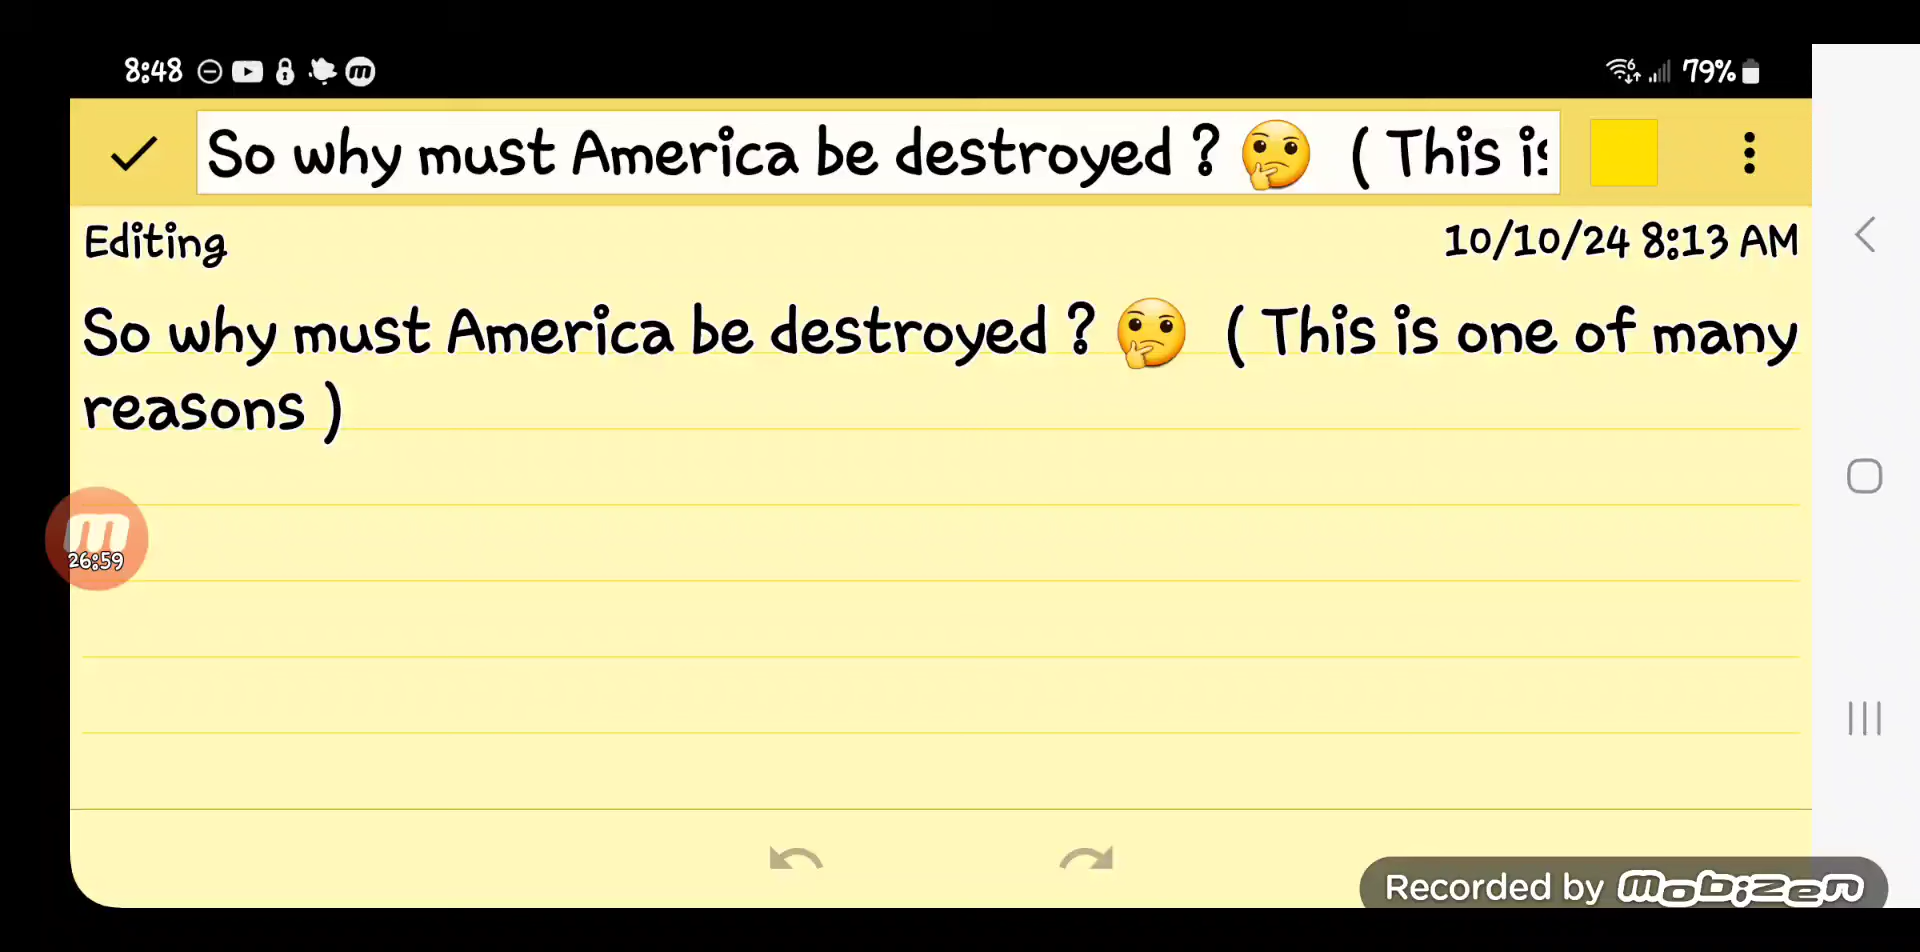 8:48 79%
So why must America be destroyed ? 🤔 ( This is
Editing 10/10/24 8:13 AM
So why must America be destroyed ? 🤔 ( This is one of many
reasons )
26:59
Recorded by mobizen